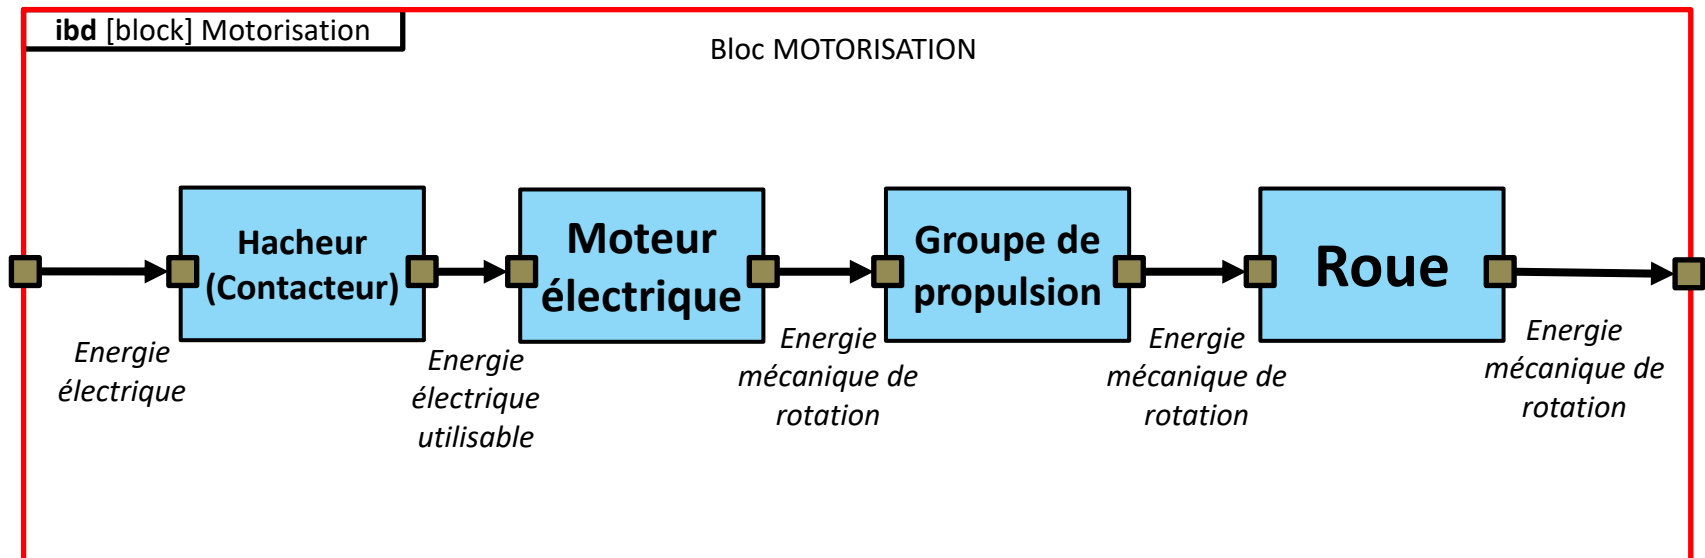 ibd [block] Motorisation
Bloc MOTORISATION
Hacheur
(Contacteur)
Moteur
électrique
Groupe de
propulsion
Roue
Energie
électrique
Energie
électrique
utilisable
Energie
mécanique de
rotation
Energie
mécanique de
rotation
Energie
mécanique de
rotation